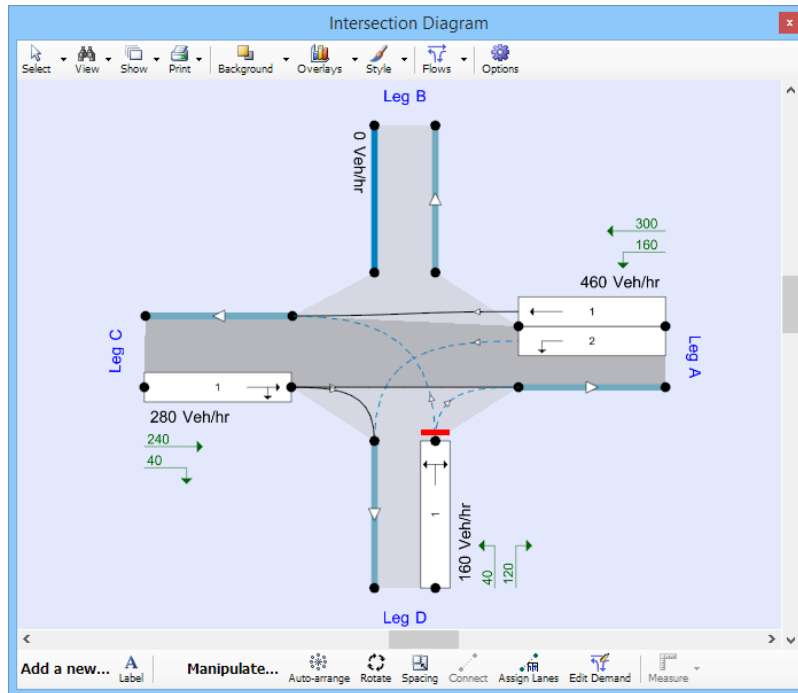 Intersection Diagram
x
Select View Show Print Background Overlays Style Flows Options
Leg B
0 Veh/hr
300
160
460 Veh/hr
1
2
Leg C
Leg A
1
280 Veh/hr
240
40
1
160 Veh/hr
40
120
Leg D
Add a new... A Label Manipulate... Auto-arrange Rotate Spacing Connect Assign Lanes Edit Demand Measure